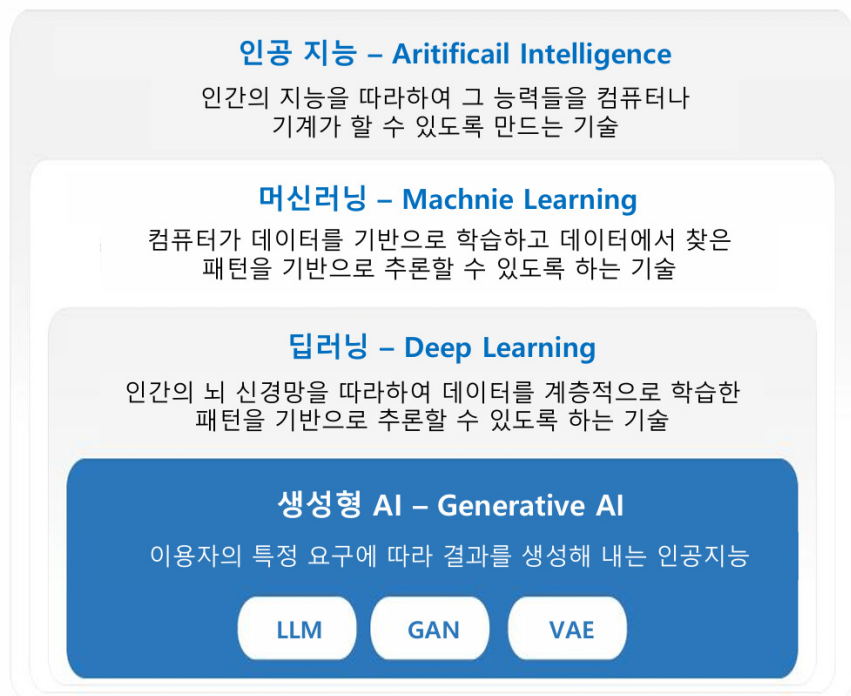 인공 지능 – Aritificail Intelligence
인간의 지능을 따라하여 그 능력들을 컴퓨터나
기계가 할 수 있도록 만드는 기술
머신러닝 – Machnie Learning
컴퓨터가 데이터를 기반으로 학습하고 데이터에서 찾은
패턴을 기반으로 추론할 수 있도록 하는 기술
딥러닝 – Deep Learning
인간의 뇌 신경망을 따라하여 데이터를 계층적으로 학습한
패턴을 기반으로 추론할 수 있도록 하는 기술
생성형 AI – Generative AI
이용자의 특정 요구에 따라 결과를 생성해 내는 인공지능
LLM GAN VAE